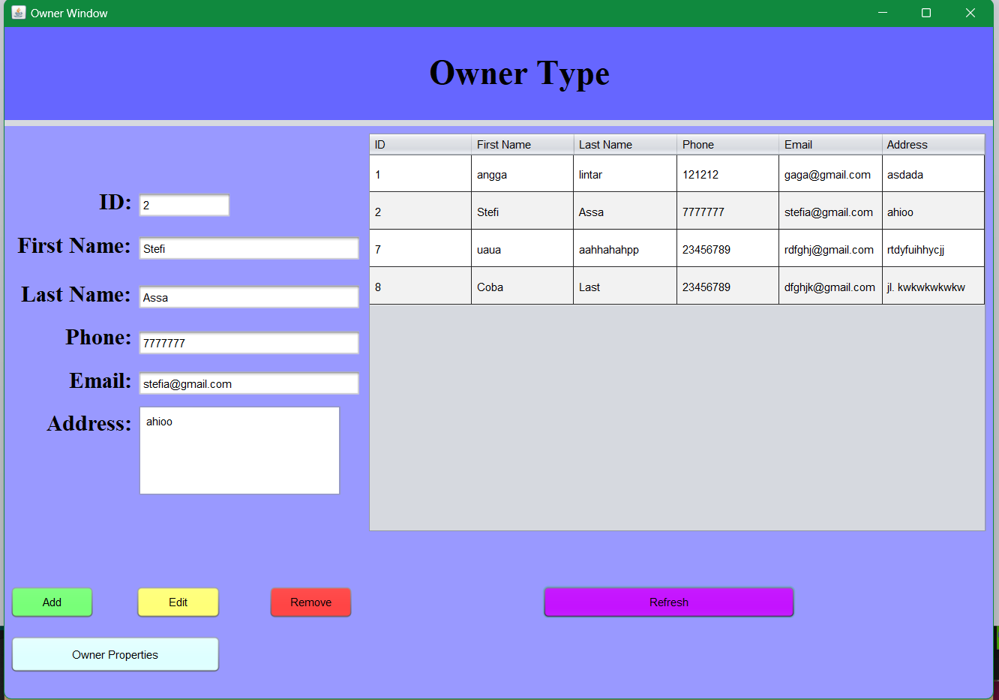 Owner Window
Owner Type
ID: 2
First Name: Stefi
Last Name: Assa
Phone: 7777777
Email: stefia@gmail.com
Address: ahioo
ID First Name Last Name Phone Email Address
1 angga lintar 121212 gaga@gmail.com asdada
2 Stefi Assa 7777777 stefia@gmail.com ahioo
7 uaua aahhahahpp 23456789 rdfghj@gmail.com rtdyfuihhycjj
8 Coba Last 23456789 dfghjk@gmail.com jl. kwkwkwkwkw
Add Edit Remove Refresh
Owner Properties